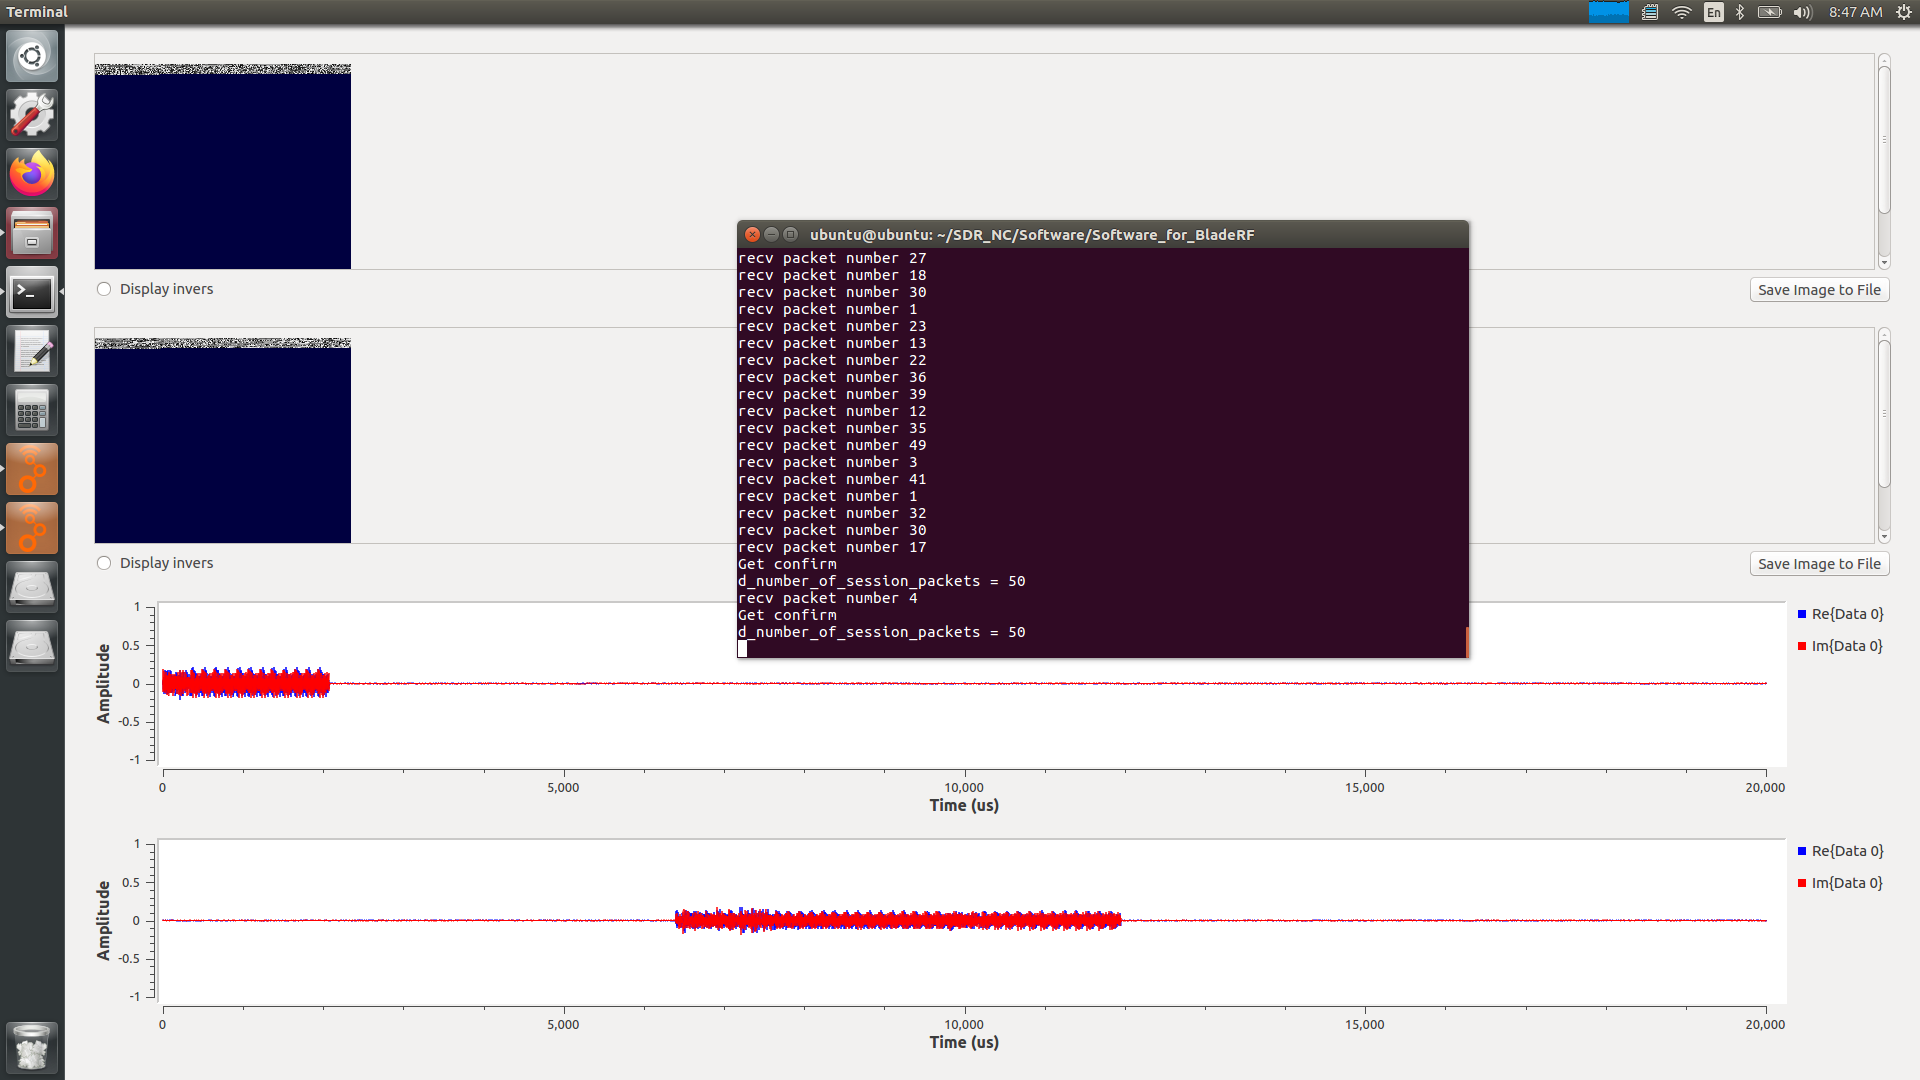 Terminal
En
8:47 AM
Display invers
Save Image to File
ubuntu@ubuntu: ~/SDR_NC/Software/Software_for_BladeRF
recv packet number 27
recv packet number 18
recv packet number 30
recv packet number 1
recv packet number 23
recv packet number 13
recv packet number 22
recv packet number 36
recv packet number 39
recv packet number 12
recv packet number 35
recv packet number 49
recv packet number 3
recv packet number 41
recv packet number 1
recv packet number 32
recv packet number 30
recv packet number 17
Get confirm
d_number_of_session_packets = 50
recv packet number 4
Get confirm
d_number_of_session_packets = 50
Display invers
Save Image to File
1
0.5
0
-0.5
-1
Amplitude
0
5,000
10,000
15,000
20,000
Time (us)
Re{Data 0}
Im{Data 0}
1
0.5
0
-0.5
-1
Amplitude
0
5,000
10,000
15,000
20,000
Time (us)
Re{Data 0}
Im{Data 0}